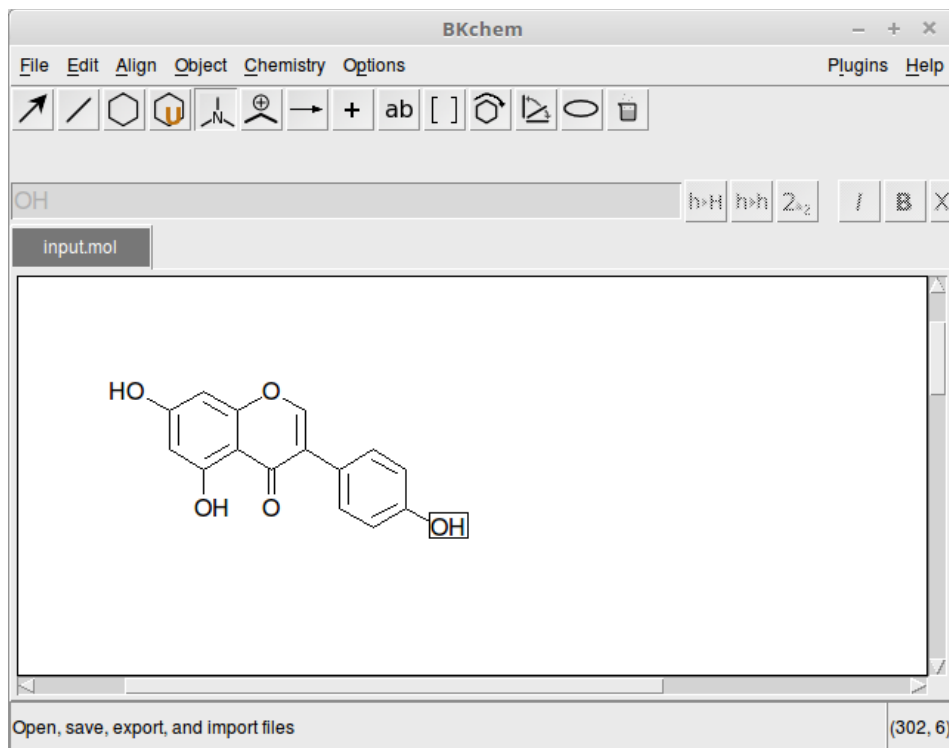 BKchem
File Edit Align Object Chemistry Options Plugins Help
U N + ab [ ]
OH h›H h›h 2a2 I B X
input.mol
HO O
OH O
OH
Open, save, export, and import files (302, 6)